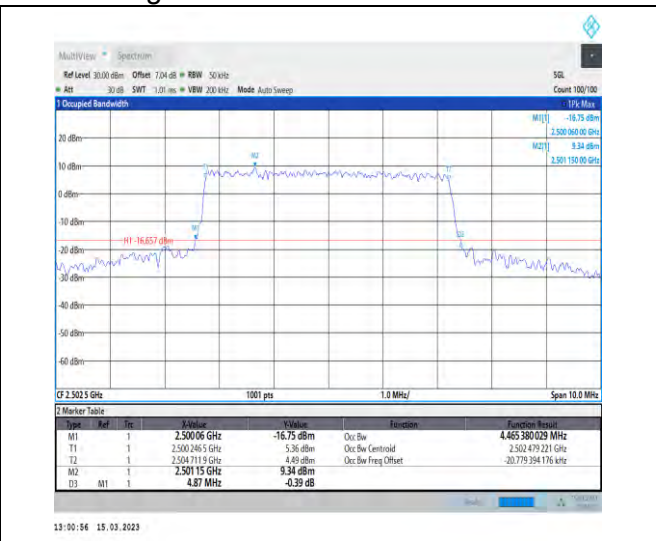 MultiView Spectrum
Ref Level 30.00 dBm Offset 7.04 dB RBW 50 kHz SGL
Att 30 dB SWT 1.01 ms VBW 200 kHz Mode Auto Sweep Count 100/100
1 Occupied Bandwidth 1Pk Max
M1[1] -16.75 dBm
2.500 060 00 GHz
M2[1] 9.34 dBm
2.501 150 00 GHz
20 dBm
M2
T1 T2
10 dBm
0 dBm
-10 dBm
M1
H1 -16.657 dBm
-20 dBm
-30 dBm
-40 dBm
-50 dBm
-60 dBm
CF 2.502 5 GHz 1001 pts 1.0 MHz/ Span 10.0 MHz
2 Marker Table
Type Ref Trc X-Value Y-Value Function Function Result
M1 1 2.500 06 GHz -16.75 dBm Occ Bw 4.465 380 029 MHz
T1 1 2.500 246 5 GHz 5.36 dBm Occ Bw Centroid 2.502 479 221 GHz
T2 1 2.504 711 9 GHz 4.49 dBm Occ Bw Freq Offset -20.779 394 176 kHz
M2 1 2.501 15 GHz 9.34 dBm
D3 M1 1 4.87 MHz -0.39 dB
13:00:56 15.03.2023